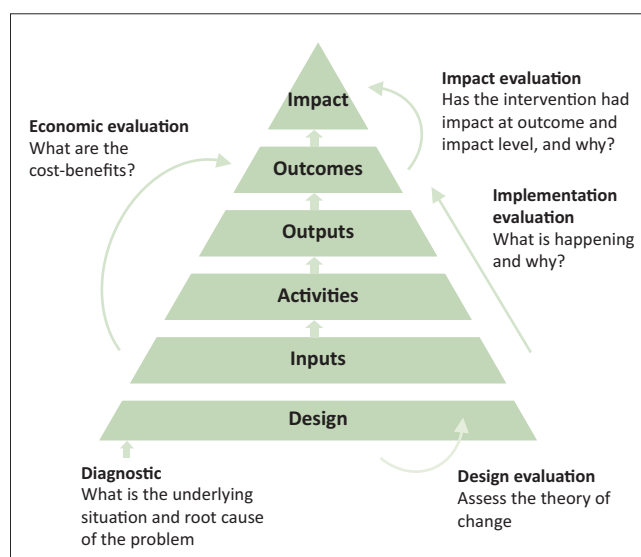 Impact
Impact evaluation
Has the intervention had
impact at outcome and
impact level, and why?
Economic evaluation
What are the
cost-benefits?
Outcomes
Implementation
evaluation
What is happening
and why?
Outputs
Activities
Inputs
Design
Diagnostic
What is the underlying
situation and root cause
of the problem
Design evaluation
Assess the theory of
change